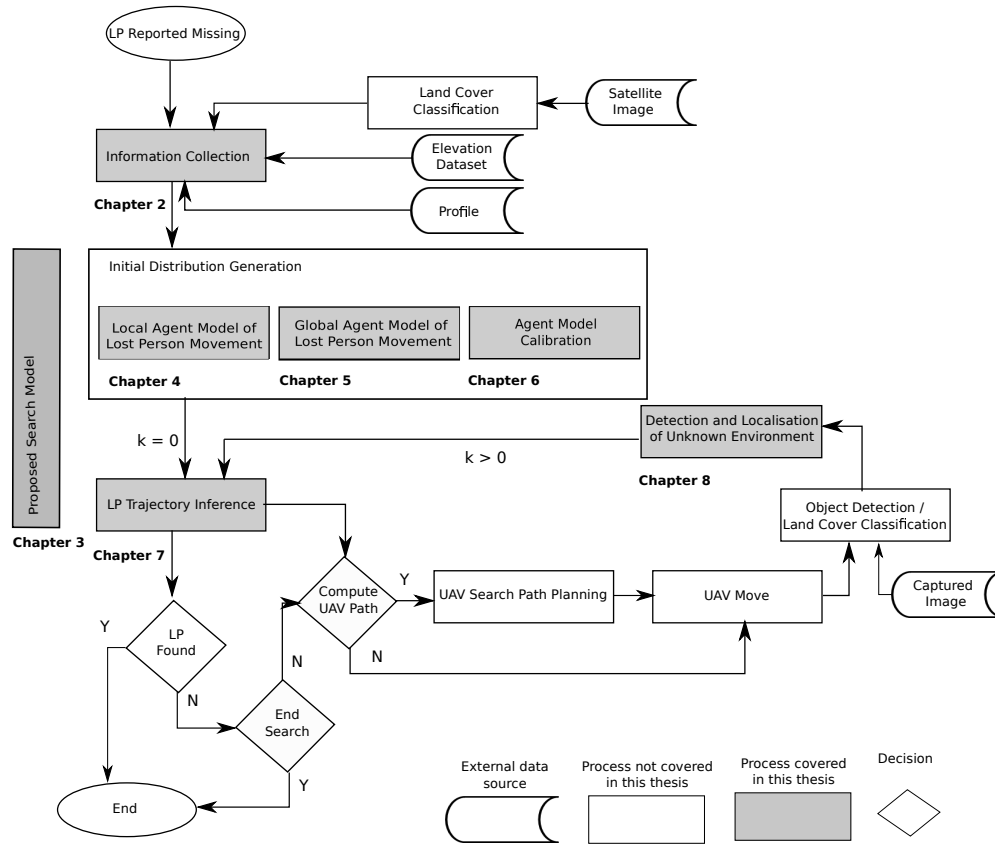 LP Reported Missing
Land Cover
Classification
Satellite
Image
Information Collection
Elevation
Dataset
Chapter 2
Profile
Initial Distribution Generation
Local Agent Model of
Lost Person Movement
Global Agent Model of
Lost Person Movement
Agent Model
Calibration
Chapter 4
Chapter 5
Chapter 6
Proposed Search Model
Chapter 3
k = 0
k > 0
Detection and Localisation
of Unknown Environment
Chapter 8
LP Trajectory Inference
Chapter 7
Object Detection /
Land Cover Classification
Captured
Image
Compute
UAV Path
Y
UAV Search Path Planning
UAV Move
N
LP
Found
Y
N
N
End
Search
Y
End
External data
source
Process not covered
in this thesis
Process covered
in this thesis
Decision